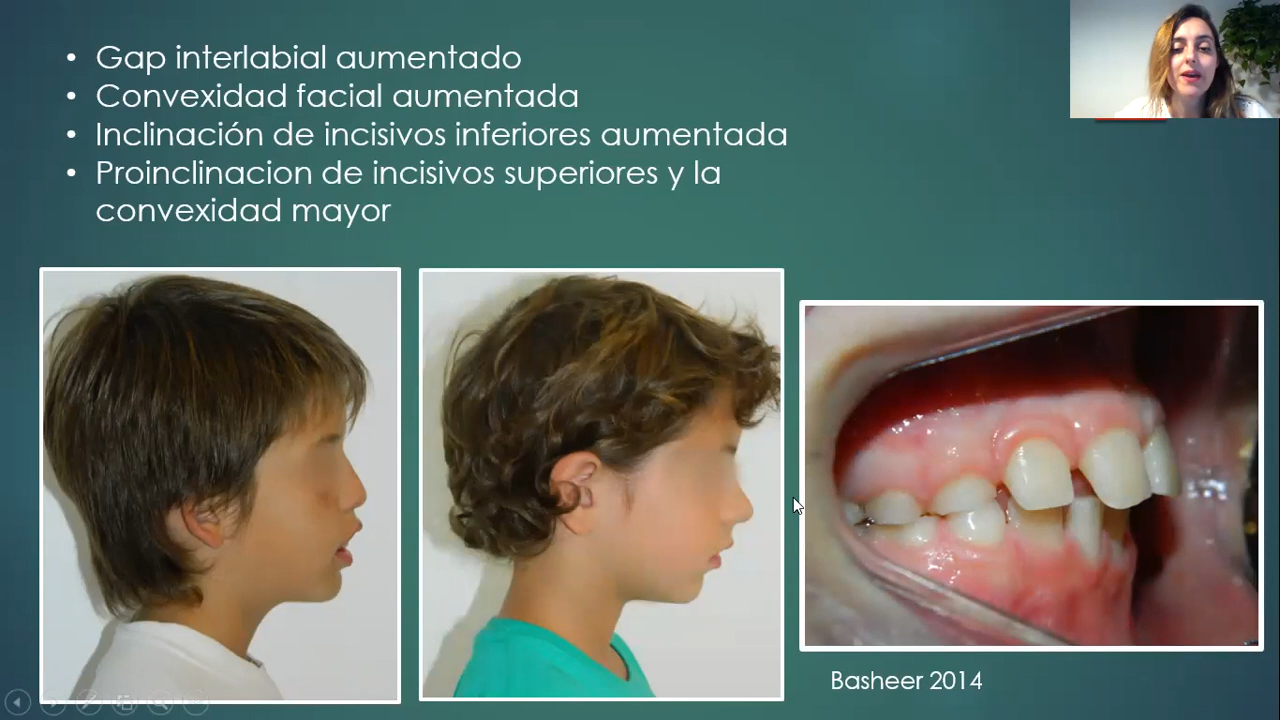 • Gap interlabial aumentado
• Convexidad facial aumentada
• Inclinación de incisivos inferiores aumentada
• Proinclinacion de incisivos superiores y la
convexidad mayor
Basheer 2014